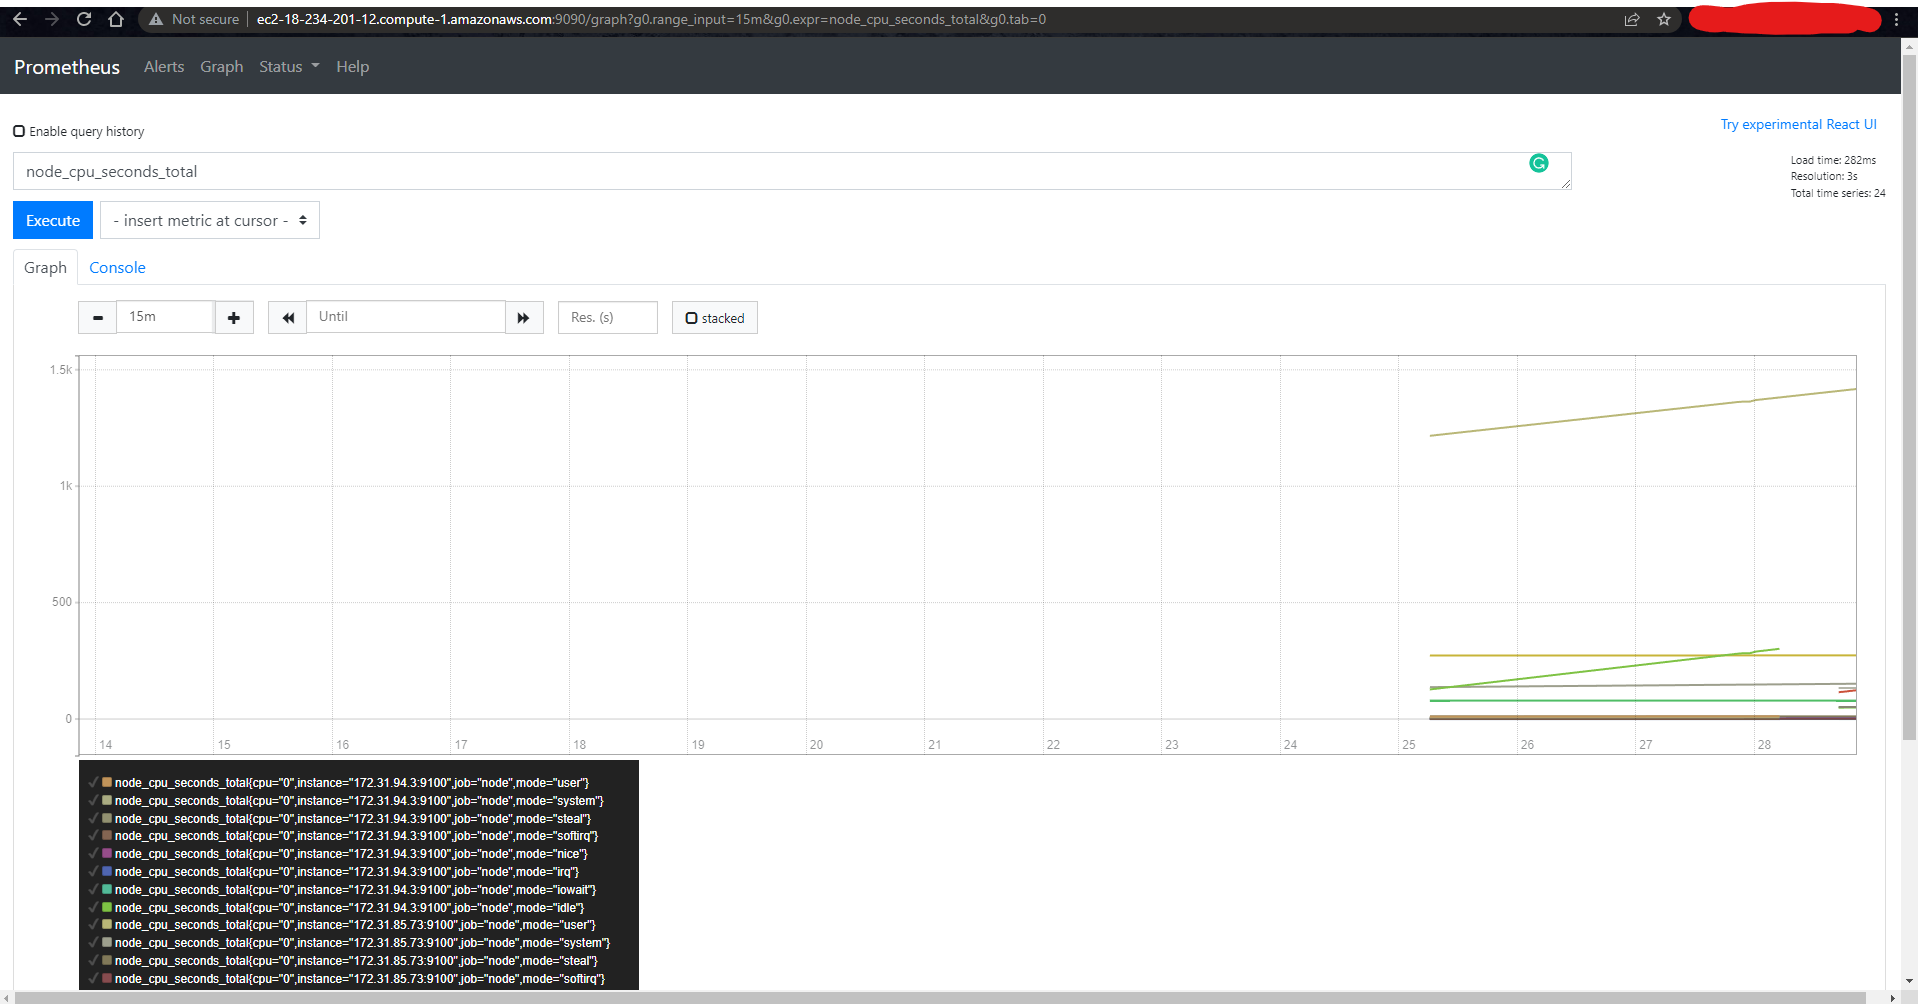 Not secure ec2-18-234-201-12.compute-1.amazonaws.com:9090/graph?g0.range_input=15m&g0.expr=node_cpu_seconds_total&g0.tab=0
Prometheus Alerts Graph Status Help
Enable query history
Try experimental React UI
node_cpu_seconds_total
Load time: 282ms
Resolution: 3s
Total time series: 24
Execute - insert metric at cursor -
Graph Console
15m Until Res. (s) stacked
1.5k
1k
500
0
14 15 16 17 18 19 20 21 22 23 24 25 26 27 28
node_cpu_seconds_total{cpu="0",instance="172.31.94.3:9100",job="node",mode="user"}
node_cpu_seconds_total{cpu="0",instance="172.31.94.3:9100",job="node",mode="system"}
node_cpu_seconds_total{cpu="0",instance="172.31.94.3:9100",job="node",mode="steal"}
node_cpu_seconds_total{cpu="0",instance="172.31.94.3:9100",job="node",mode="softirq"}
node_cpu_seconds_total{cpu="0",instance="172.31.94.3:9100",job="node",mode="nice"}
node_cpu_seconds_total{cpu="0",instance="172.31.94.3:9100",job="node",mode="irq"}
node_cpu_seconds_total{cpu="0",instance="172.31.94.3:9100",job="node",mode="iowait"}
node_cpu_seconds_total{cpu="0",instance="172.31.94.3:9100",job="node",mode="idle"}
node_cpu_seconds_total{cpu="0",instance="172.31.85.73:9100",job="node",mode="user"}
node_cpu_seconds_total{cpu="0",instance="172.31.85.73:9100",job="node",mode="system"}
node_cpu_seconds_total{cpu="0",instance="172.31.85.73:9100",job="node",mode="steal"}
node_cpu_seconds_total{cpu="0",instance="172.31.85.73:9100",job="node",mode="softirq"}